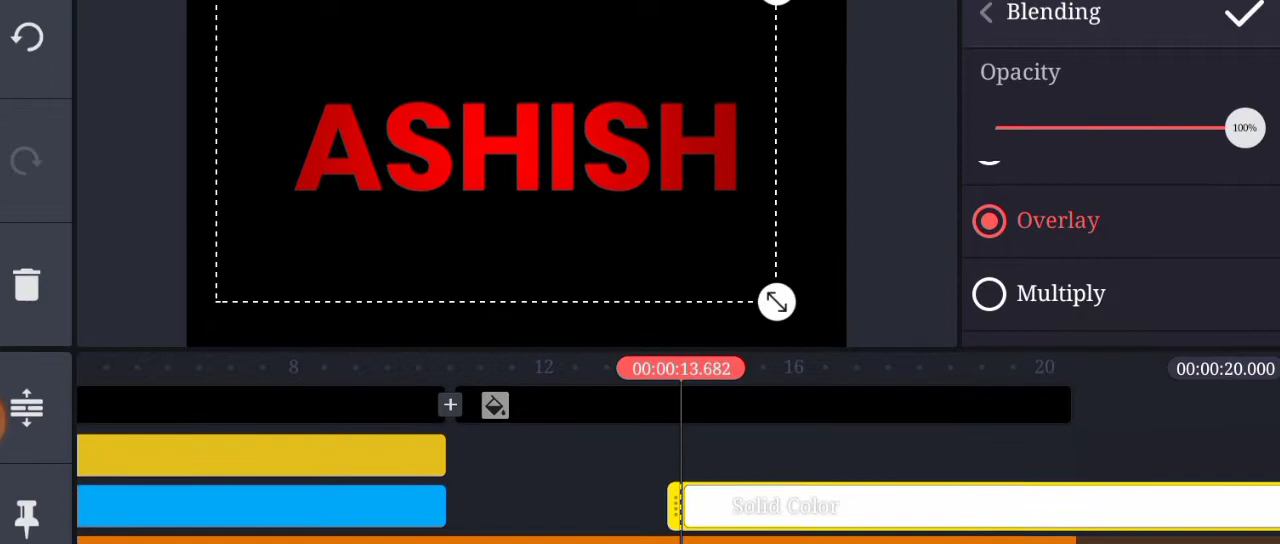 Blending
Opacity
100%
ASHISH
Overlay
Multiply
8
12
00:00:13.682
16
20
00:00:20.000
Solid Color